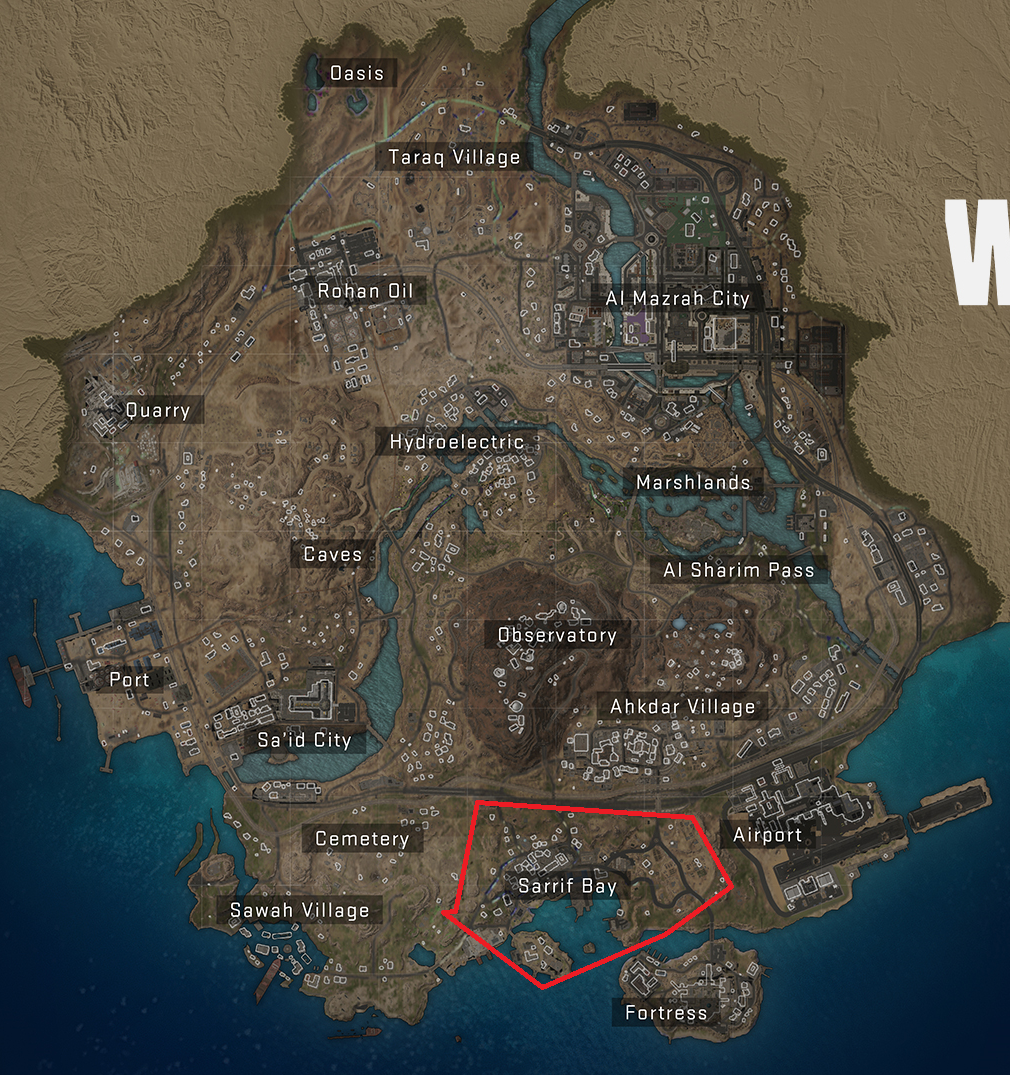 Oasis
Taraq Village
Rohan Oil
Al Mazrah City
Quarry
Hydroelectric
Marshlands
Caves
Al Sharim Pass
Observatory
Port
Ahkdar Village
Sa'id City
Cemetery
Airport
Sarrif Bay
Sawah Village
Fortress